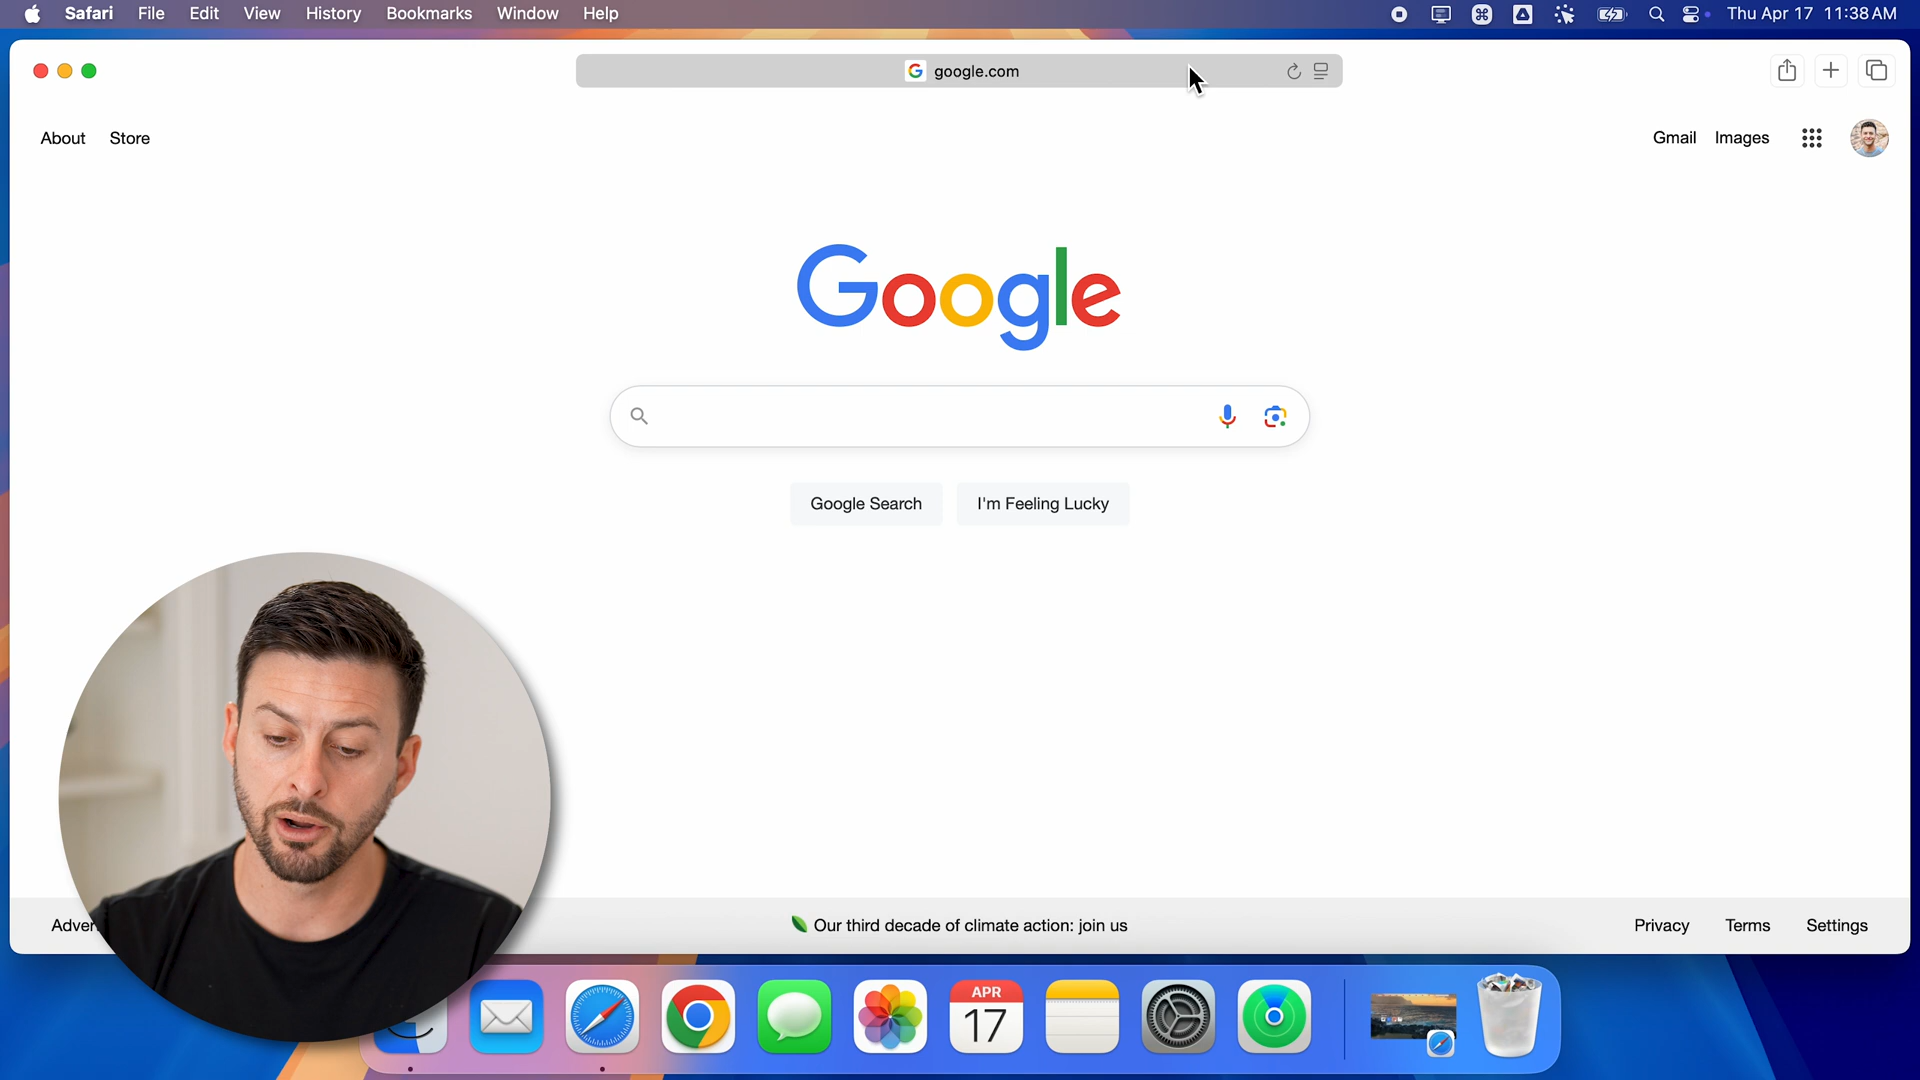 Safari File Edit View History Bookmarks Window Help Thu Apr 17 11:38 AM
google.com
About Store Gmail Images
Google
Google Search I'm Feeling Lucky
Our third decade of climate action: join us Privacy Terms Settings
APR
17